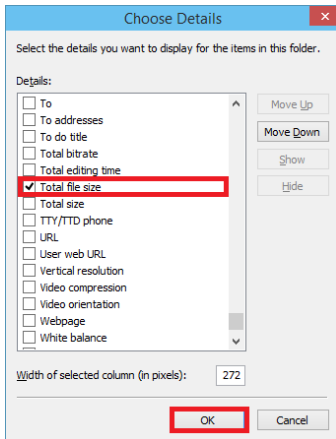 Choose Details
Select the details you want to display for the items in this folder.
Details:
To
To addresses
To do title
Total bitrate
Total editing time
Total file size
Total size
TTY/TTD phone
URL
User web URL
Vertical resolution
Video compression
Video orientation
Webpage
White balance
Move Up
Move Down
Show
Hide
Width of selected column (in pixels): 272
OK Cancel